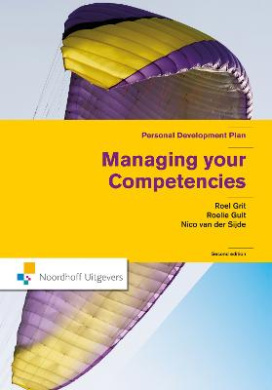 Personal Development Plan
Managing your
Competencies
Roel Grit
Roelie Guit
Nico van der Sijde
Second edition
Noordhoff Uitgevers